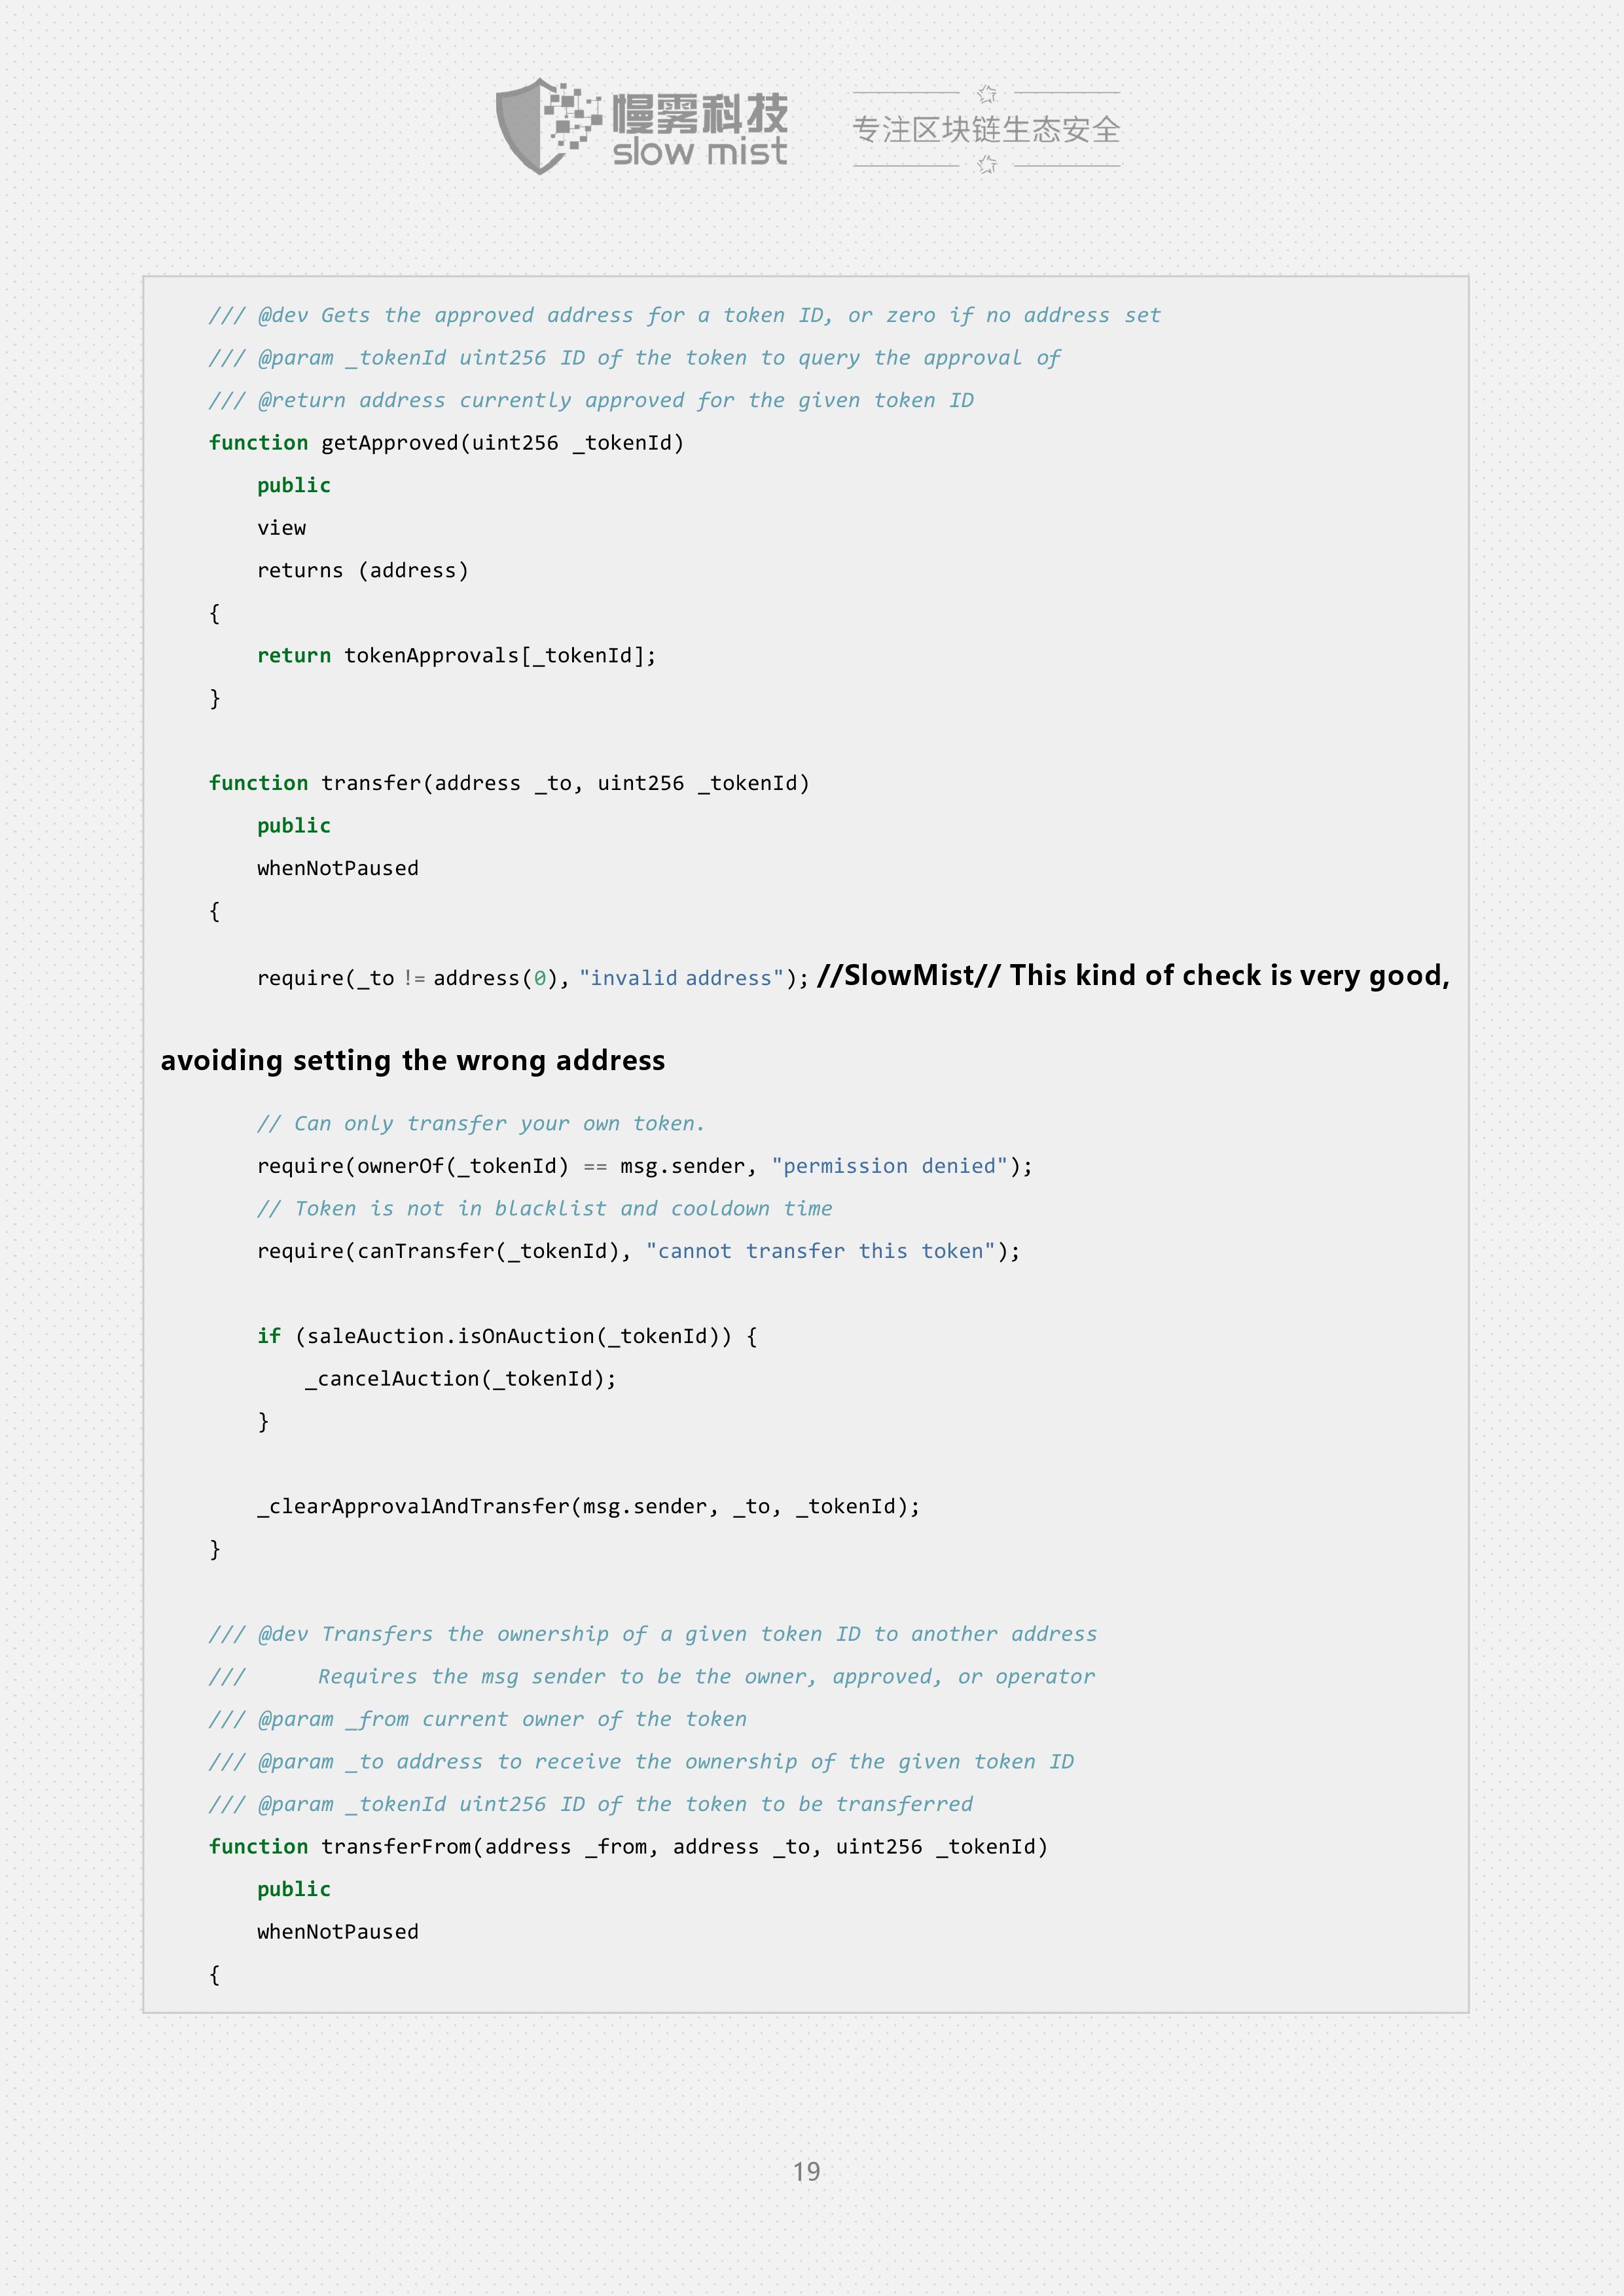 慢雾科技
slow mist
专注区块链生态安全
/// @dev Gets the approved address for a token ID, or zero if no address set
/// @param _tokenId uint256 ID of the token to query the approval of
/// @return address currently approved for the given token ID
function getApproved(uint256 _tokenId)
public
view
returns (address)
{
return tokenApprovals[_tokenId];
}
function transfer(address _to, uint256 _tokenId)
public
whenNotPaused
{
require(_to != address(0), "invalid address"); //SlowMist// This kind of check is very good,
avoiding setting the wrong address
// Can only transfer your own token.
require(ownerOf(_tokenId) == msg.sender, "permission denied");
// Token is not in blacklist and cooldown time
require(canTransfer(_tokenId), "cannot transfer this token");
if (saleAuction.isOnAuction(_tokenId)) {
_cancelAuction(_tokenId);
}
_clearApprovalAndTransfer(msg.sender, _to, _tokenId);
}
/// @dev Transfers the ownership of a given token ID to another address
/// Requires the msg sender to be the owner, approved, or operator
/// @param _from current owner of the token
/// @param _to address to receive the ownership of the given token ID
/// @param _tokenId uint256 ID of the token to be transferred
function transferFrom(address _from, address _to, uint256 _tokenId)
public
whenNotPaused
{
19